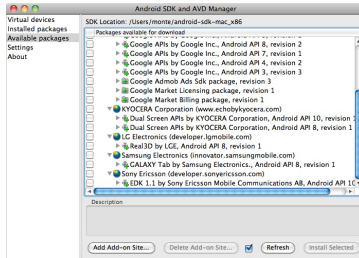 Android SDK and AVD Manager
Virtual devices
Installed packages
Available packages
Settings
About
SDK Location: /Users/monte/android-sdk-mac_x86
Packages available for download
Google APIs by Google Inc., Android API 8, revision 2
Google APIs by Google Inc., Android API 7, revision 1
Google APIs by Google Inc., Android API 4, revision 2
Google APIs by Google Inc., Android API 3, revision 3
Google Admob Ads Sdk package, revision 3
Google Market Licensing package, revision 1
Google Market Billing package, revision 1
KYOCERA Corporation (www.echobykyocera.com)
Dual Screen APIs by KYOCERA Corporation, Android API 10, revision 1
Dual Screen APIs by KYOCERA Corporation, Android API 8, revision 1
LG Electronics (developer.lgmobile.com)
Real3D by LGE, Android API 8, revision 1
Samsung Electronics (innovator.samsungmobile.com)
GALAXY Tab by Samsung Electronics., Android API 8, revision 1
Sony Ericsson (developer.sonyericsson.com)
EDK 1.1 by Sony Ericsson Mobile Communications AB, Android API 10
Description
Add Add-on Site...
Delete Add-on Site...
Refresh
Install Selected